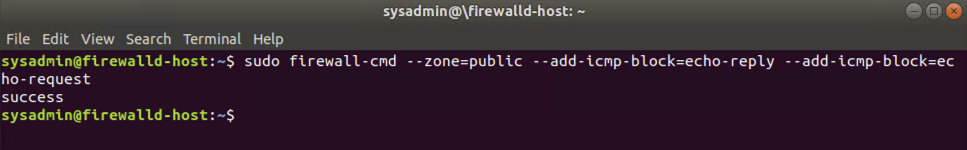 sysadmin@\firewalld-host: ~
File Edit View Search Terminal Help
sysadmin@firewalld-host:~$ sudo firewall-cmd --zone=public --add-icmp-block=echo-reply --add-icmp-block=ec
ho-request
success
sysadmin@firewalld-host:~$